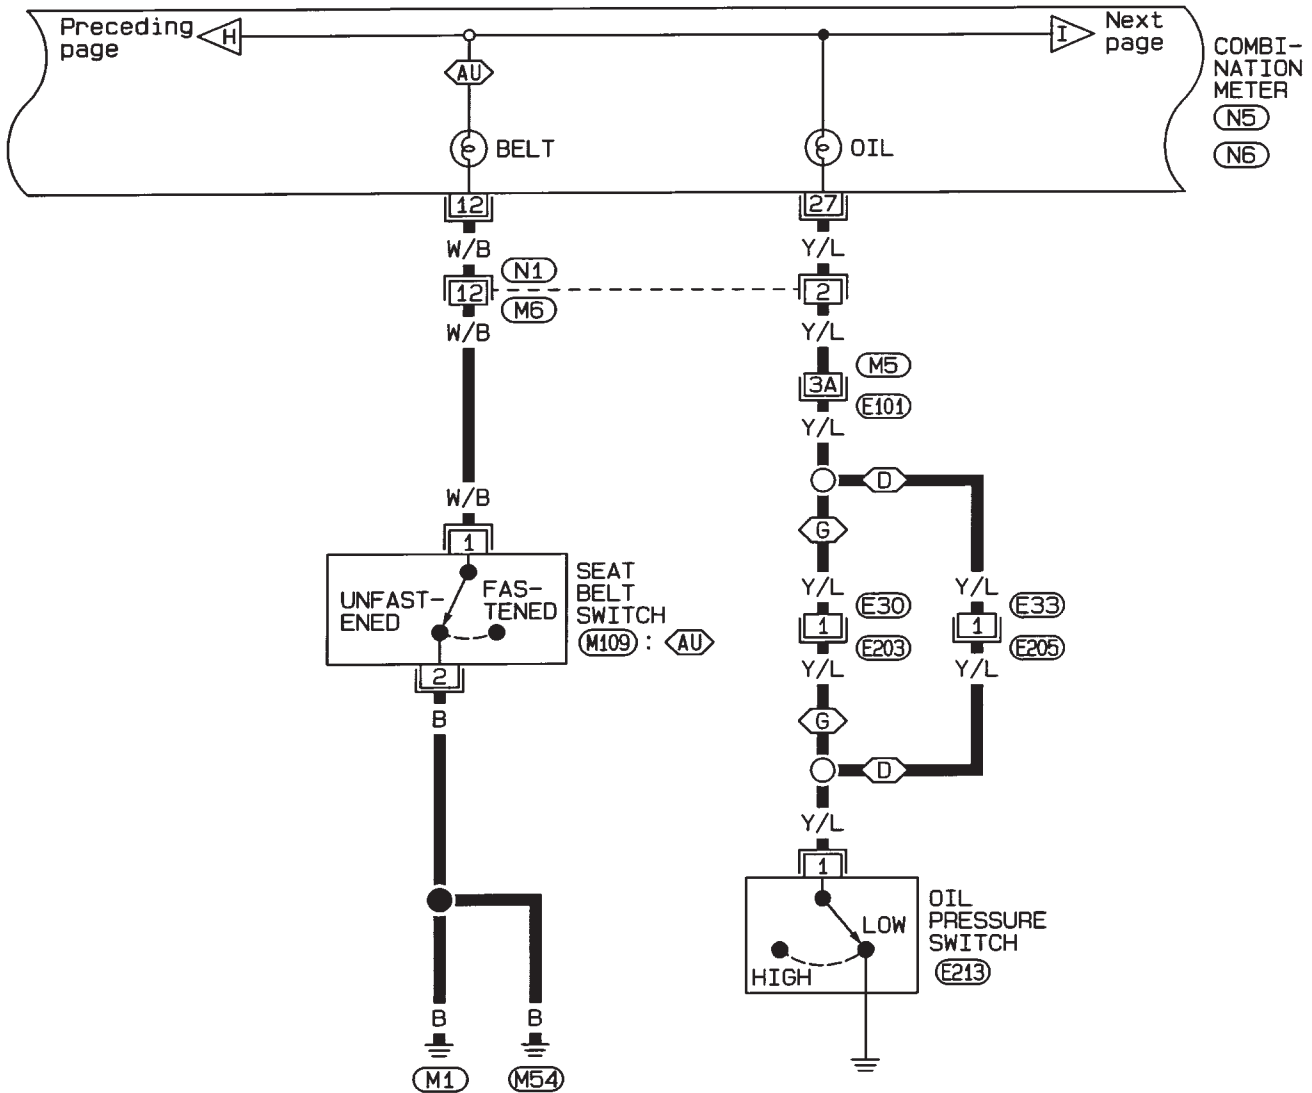 Preceding
page
H
I
Next
page
COMBI-
NATION
METER
N5
N6
AU
BELT
OIL
12
27
W/B
Y/L
N1
12
2
M6
W/B
Y/L
M5
3A
E101
Y/L
D
W/B
G
1
SEAT
BELT
SWITCH
M109 : AU
UNFAST-
ENED
FAS-
TENED
Y/L
Y/L
E30
E33
1
1
E203
E205
Y/L
Y/L
2
B
G
D
Y/L
1
OIL
PRESSURE
SWITCH
E213
LOW
HIGH
B
B
M1
M54